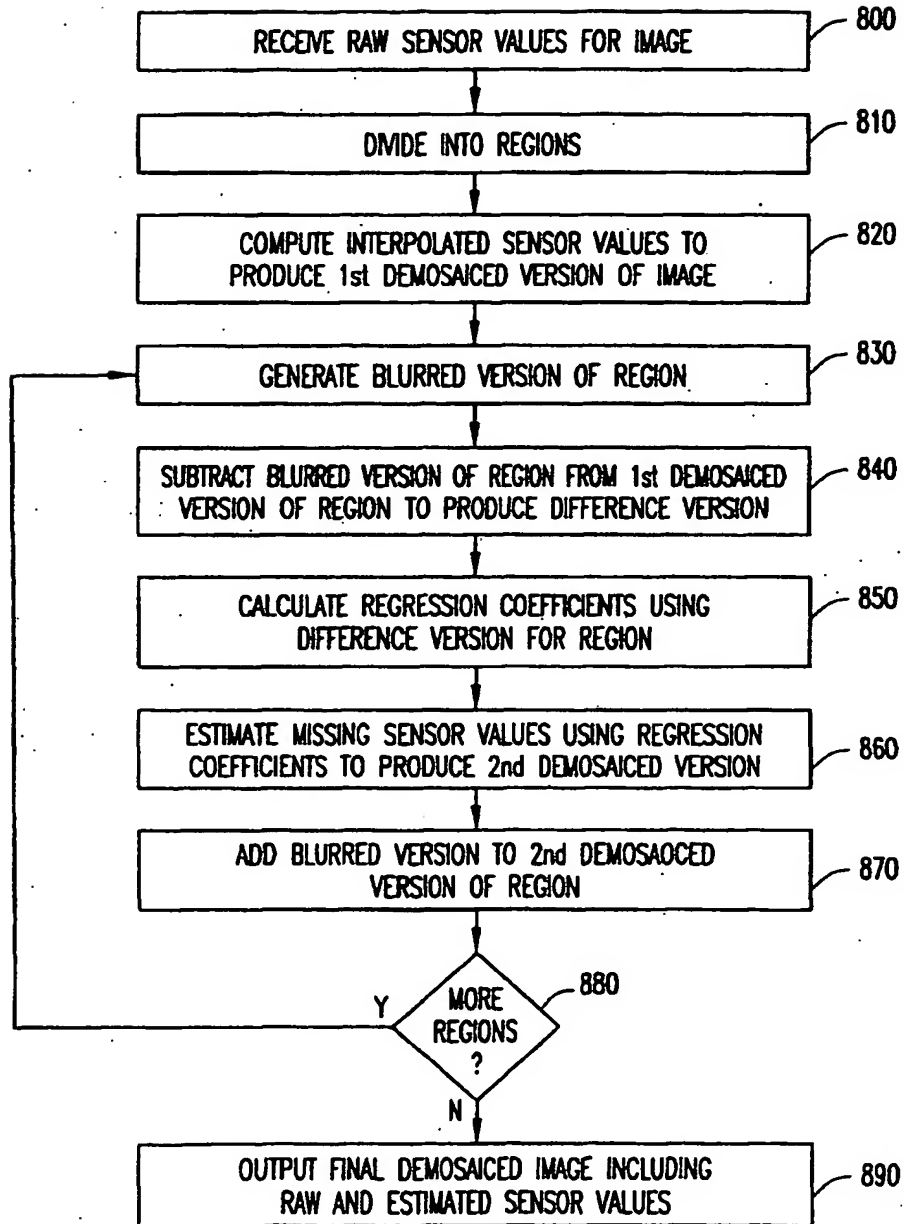 RECEIVE RAW SENSOR VALUES FOR IMAGE
800
DIVIDE INTO REGIONS
810
COMPUTE INTERPOLATED SENSOR VALUES TO
PRODUCE 1st DEMOSAICED VERSION OF IMAGE
820
GENERATE BLURRED VERSION OF REGION
830
SUBTRACT BLURRED VERSION OF REGION FROM 1st DEMOSAICED
VERSION OF REGION TO PRODUCE DIFFERENCE VERSION
840
CALCULATE REGRESSION COEFFICIENTS USING
DIFFERENCE VERSION FOR REGION
850
ESTIMATE MISSING SENSOR VALUES USING REGRESSION
COEFFICIENTS TO PRODUCE 2nd DEMOSAICED VERSION
860
ADD BLURRED VERSION TO 2nd DEMOSAOCED
VERSION OF REGION
870
MORE
REGIONS
?
880
Y
N
OUTPUT FINAL DEMOSAICED IMAGE INCLUDING
RAW AND ESTIMATED SENSOR VALUES
890